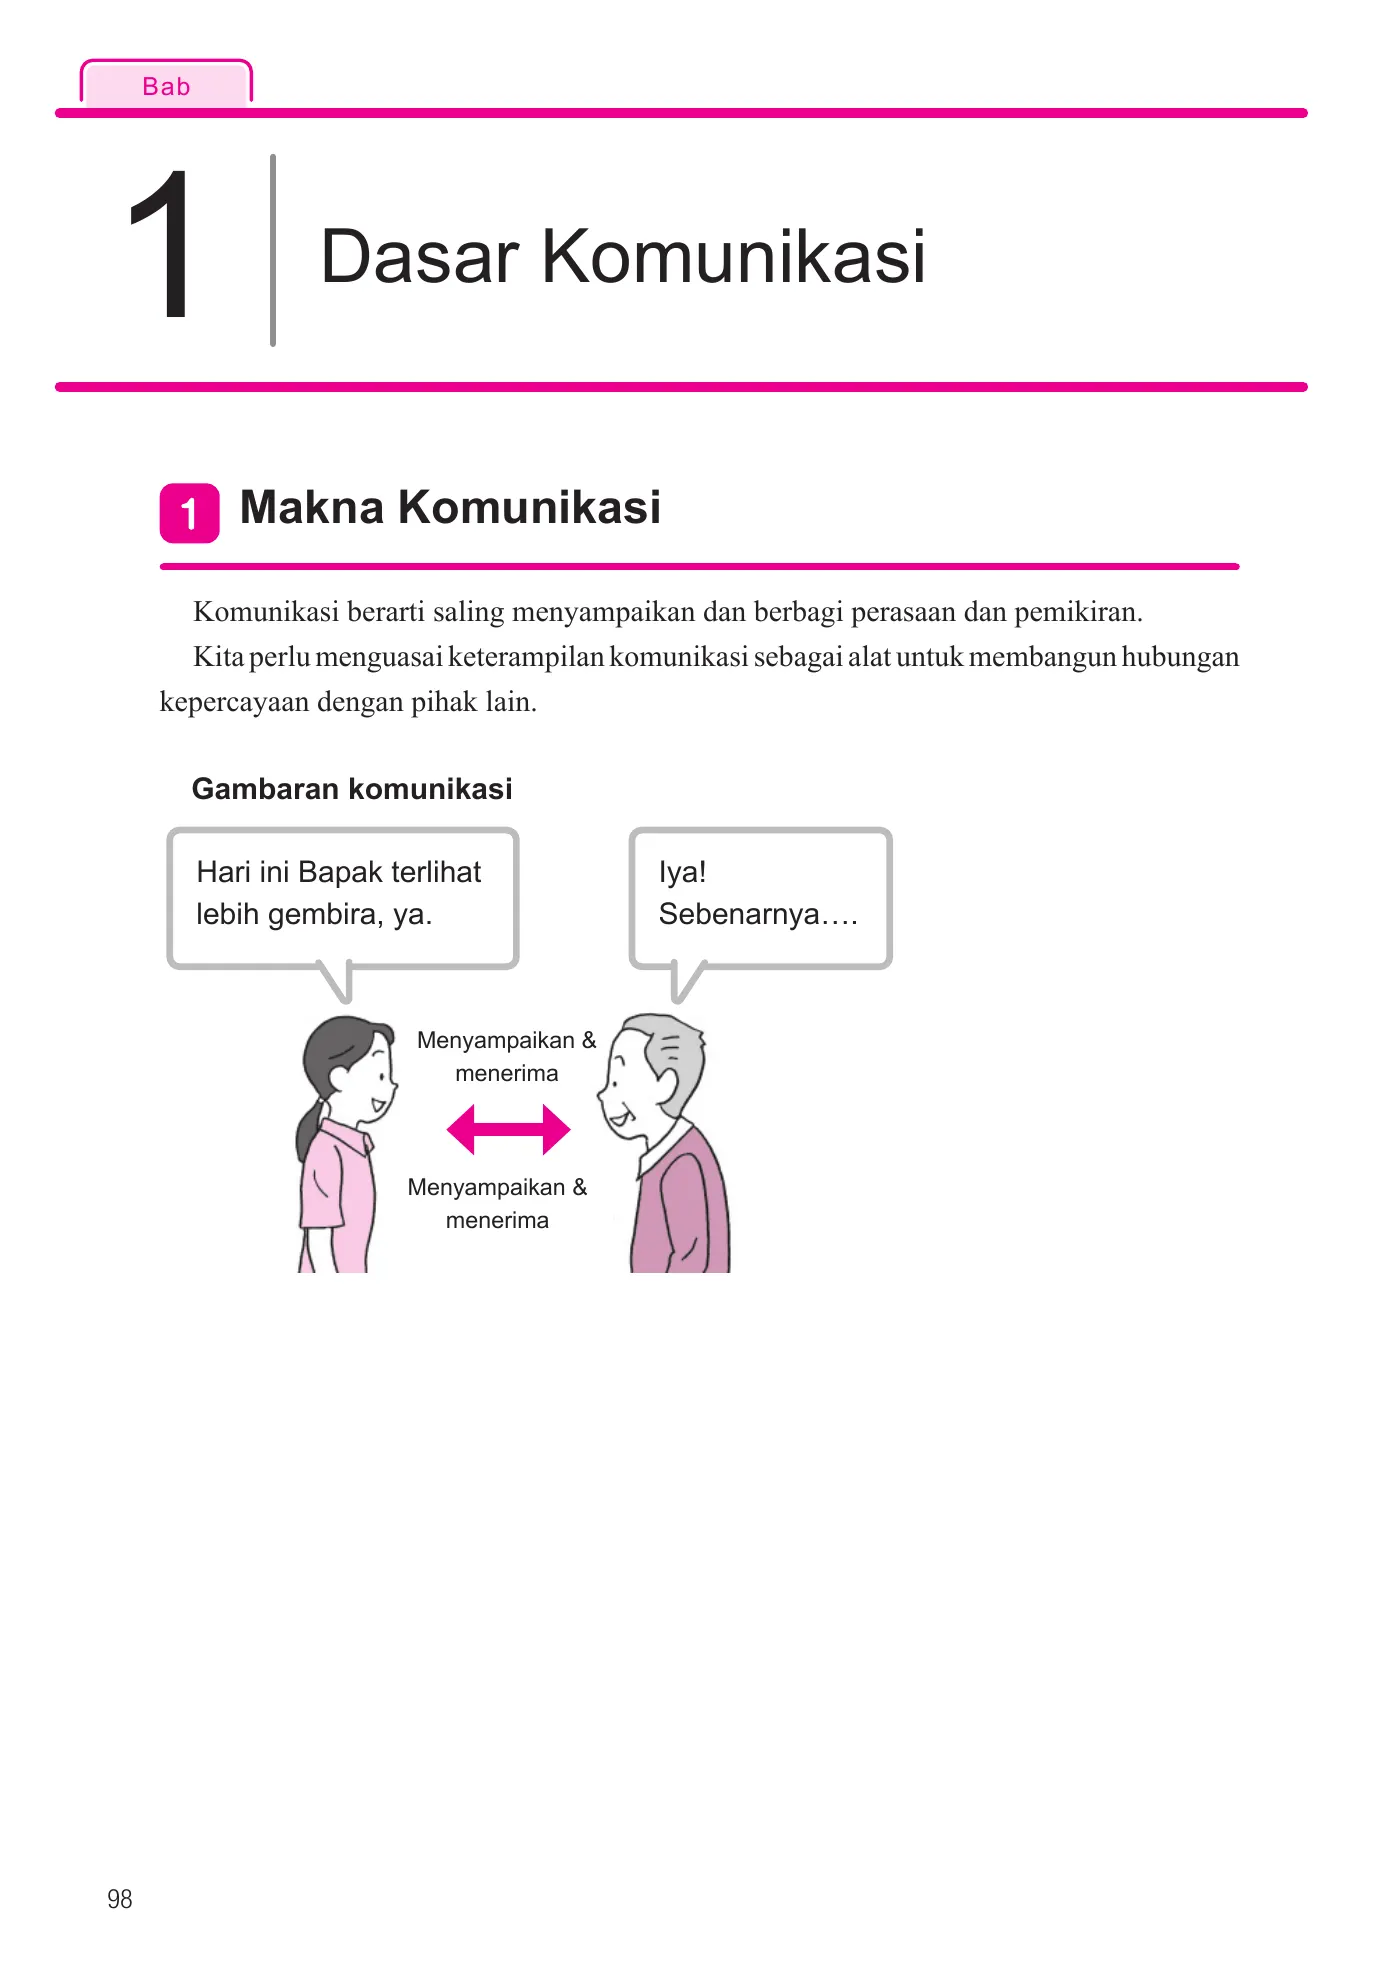 Bab
1
Dasar Komunikasi
1 Makna Komunikasi
Komunikasi berarti saling menyampaikan dan berbagi perasaan dan pemikiran.
Kita perlu menguasai keterampilan komunikasi sebagai alat untuk membangun hubungan
kepercayaan dengan pihak lain.
Gambaran komunikasi
Hari ini Bapak terlihat
lebih gembira, ya.
Iya!
Sebenarnya….
Menyampaikan &
menerima
Menyampaikan &
menerima
98